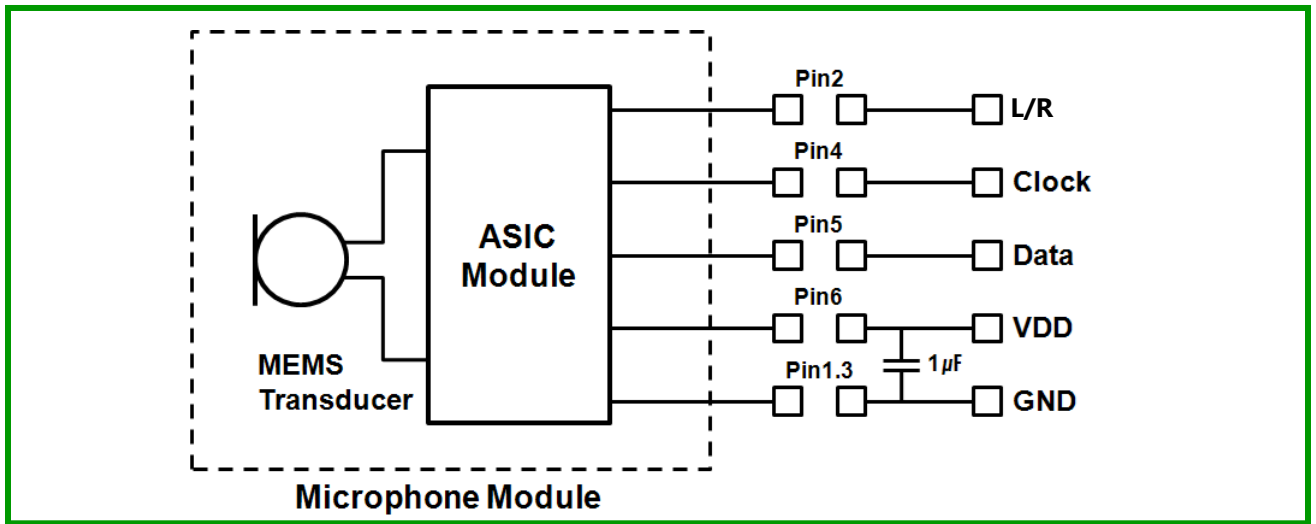 Pin2
L/R
Pin4
Clock
ASIC
Module
Pin5
Data
Pin6
VDD
MEMS
Transducer
Pin1.3
1µF
GND
Microphone Module